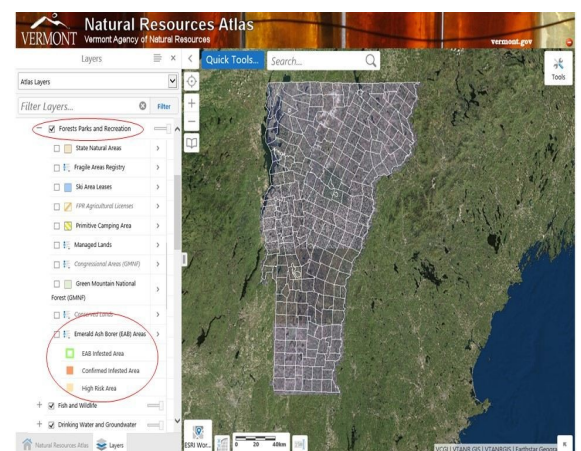 Natural Resources Atlas
VERMONT Vermont Agency of Natural Resources
vermont.gov
Layers
Quick Tools...
Search...
Tools
Atlas Layers
Filter Layers...
Filter
Forests Parks and Recreation
State Natural Areas
Fragile Areas Registry
Ski Area Leases
FPR Agricultural Licenses
Primitive Camping Area
Managed Lands
Congressional Areas (GMNF)
Green Mountain National
Forest (GMNF)
Conserved Lands
Emerald Ash Borer (EAB) Areas
EAB Infested Area
Confirmed Infested Area
High Risk Area
Fish and Wildlife
Drinking Water and Groundwater
Natural Resources Atlas
Layers
ESRI Wor...
0 20 40km
VCGI | VTANR GIS | VTANRGIS | Earthstar Geogra